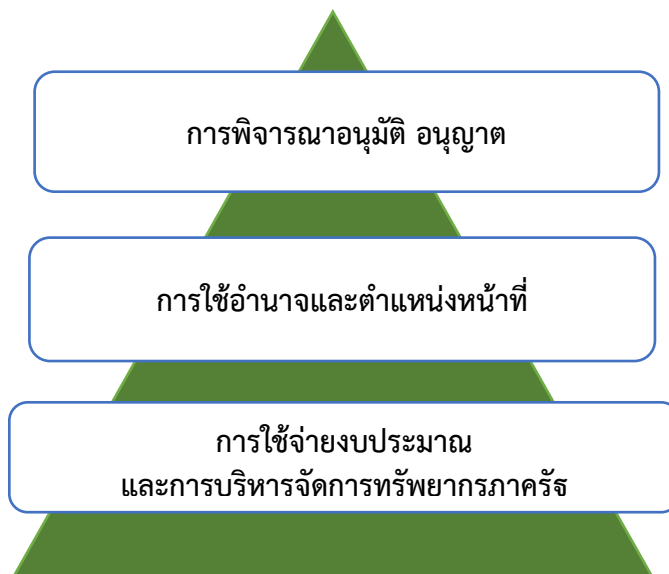 การพิจารณาอนุมัติ อนุญาต
การใช้อำนาจและตำแหน่งหน้าที่
การใช้จ่ายงบประมาณ
และการบริหารจัดการทรัพยากรภาครัฐ